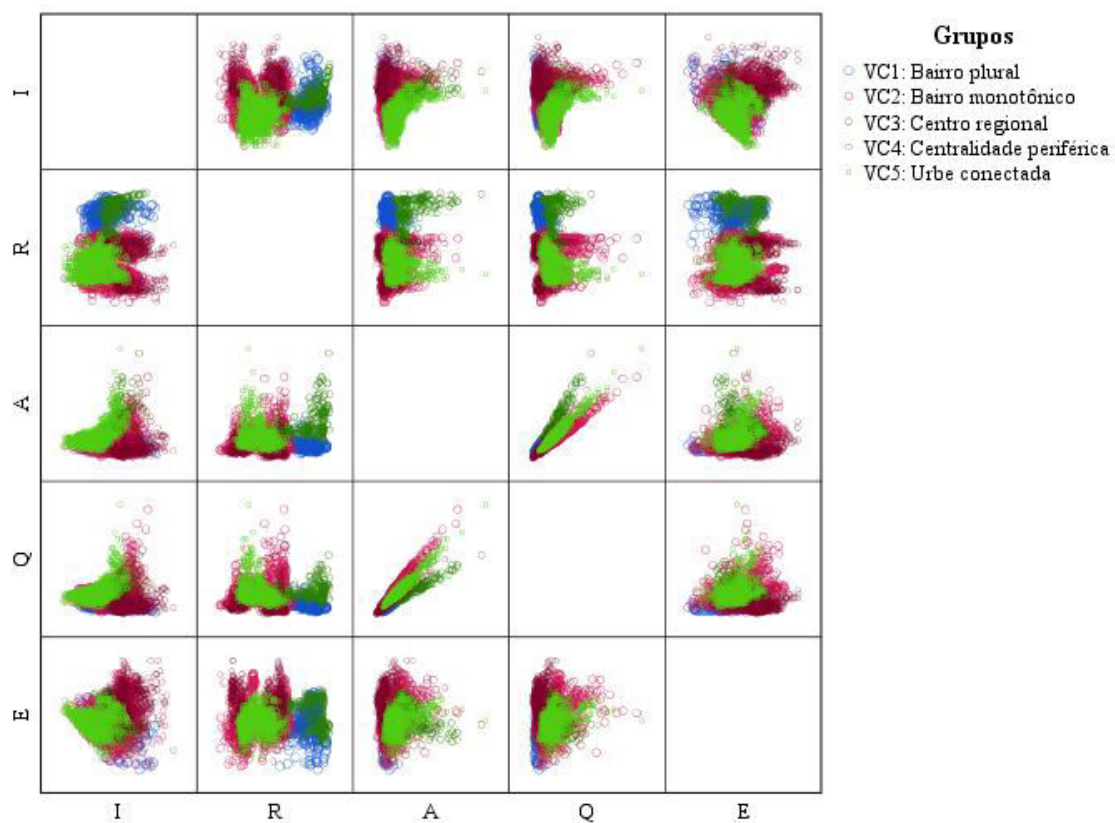 Grupos
VC1: Bairro plural
VC2: Bairro monotônico
VC3: Centro regional
VC4: Centralidade periférica
VC5: Urbe conectada
I
R
A
Q
E
I
R
A
Q
E